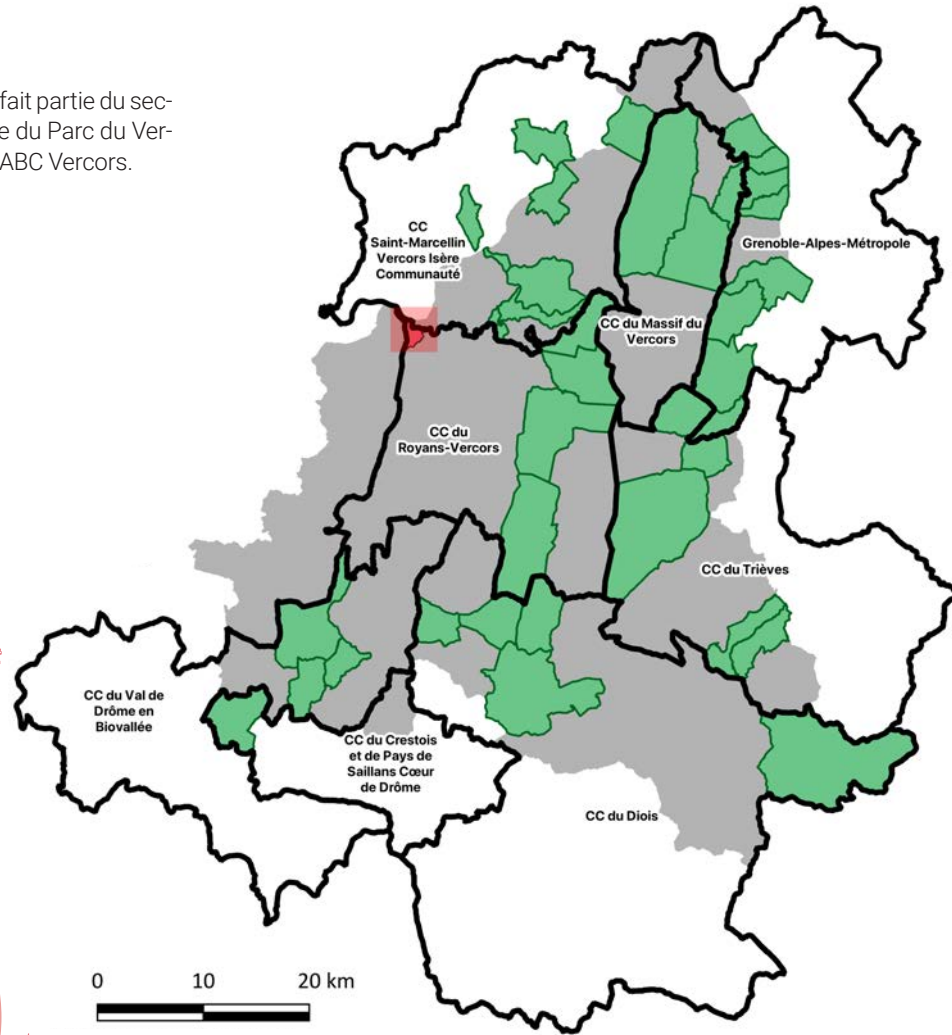 fait partie du sec-
e du Parc du Ver-
ABC Vercors.
CC
Saint-Marcellin
Vercors Isère
Communauté
Grenoble-Alpes-Métropole
CC du Massif du
Vercors
CC du
Royans-Vercors
CC du Trièves
CC du Val de
Drôme en
Biovallée
CC du Crestois
et de Pays de
Saillans Cœur
de Drôme
CC du Diois
0 10 20 km